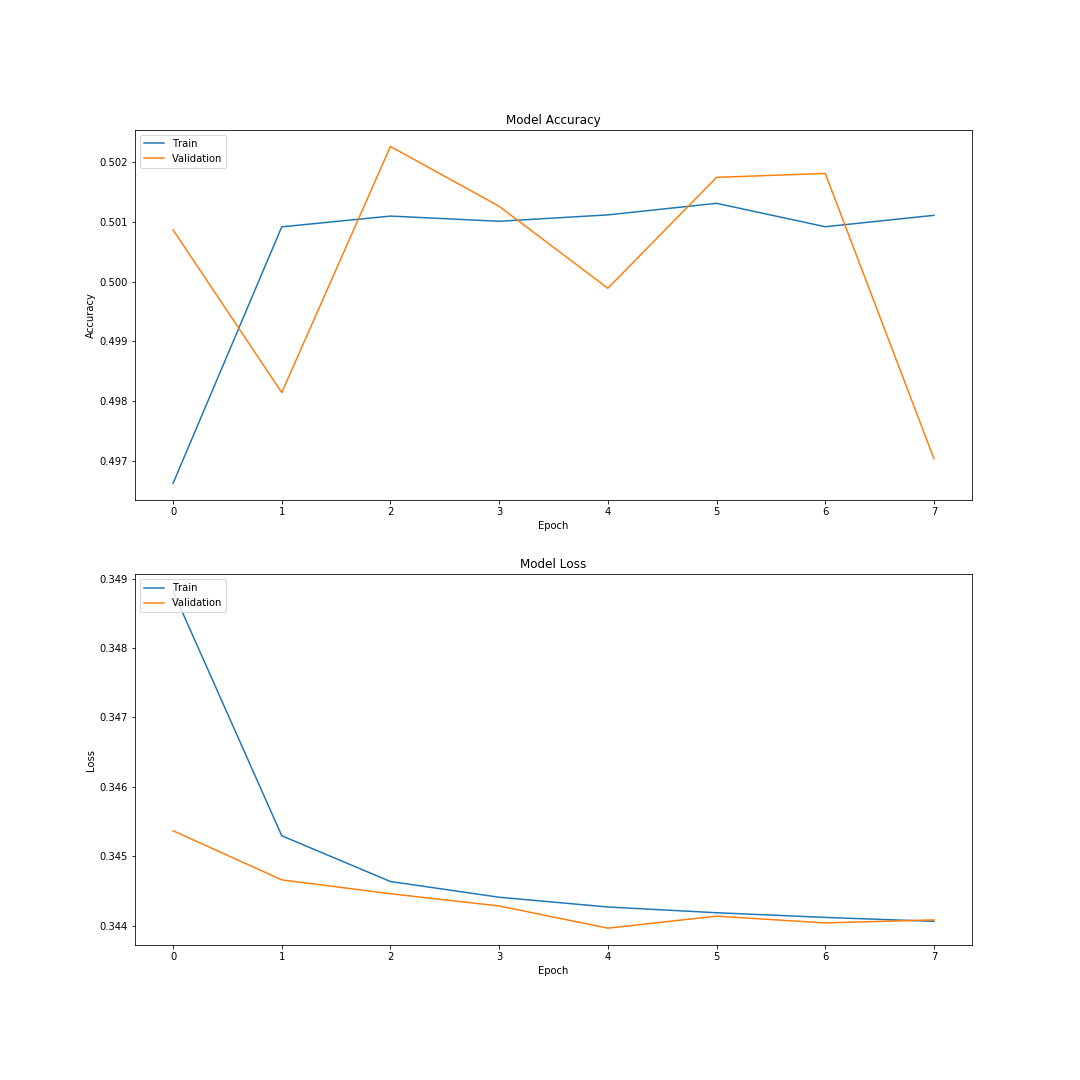 Model Accuracy
Train
Validation
0.502
0.501
0.500
0.499
0.498
0.497
Accuracy
0 1 2 3 4 5 6 7
Epoch
Model Loss
Train
Validation
0.349
0.348
0.347
0.346
0.345
0.344
Loss
0 1 2 3 4 5 6 7
Epoch